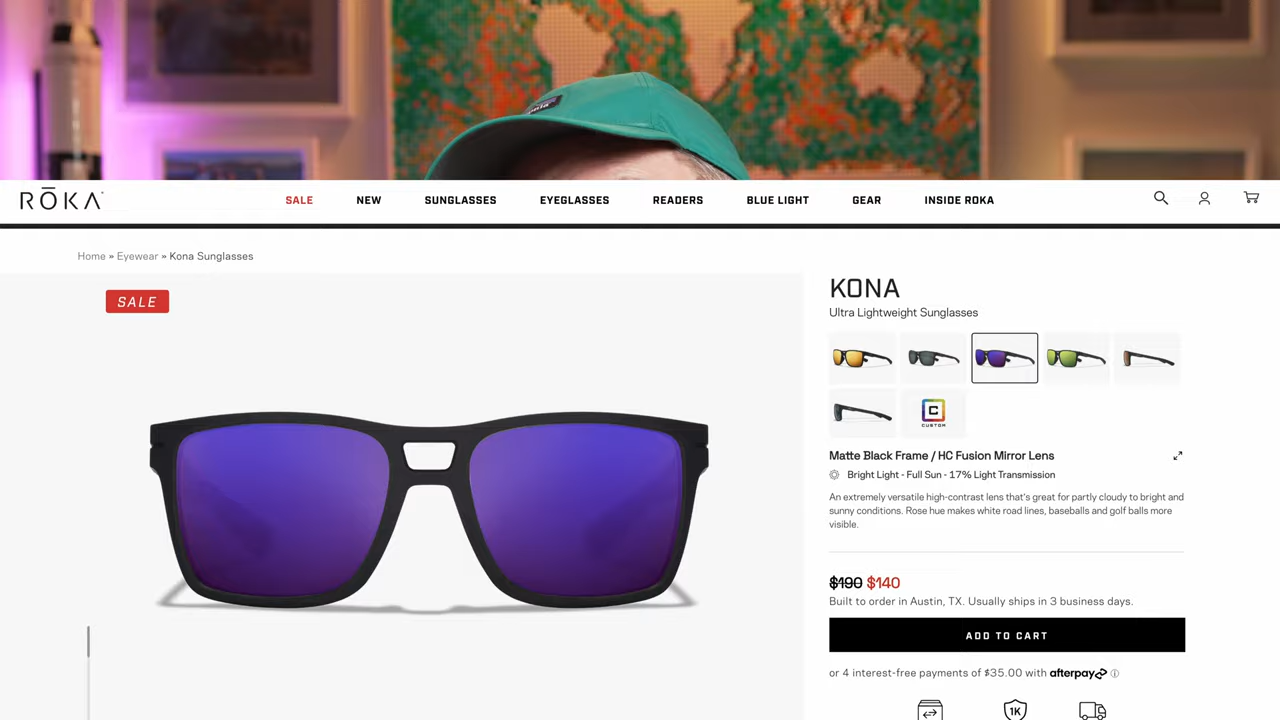 RŌKA
SALE
NEW
SUNGLASSES
EYEGLASSES
READERS
BLUE LIGHT
GEAR
INSIDE ROKA
Home » Eyewear » Kona Sunglasses
SALE
KONA
Ultra Lightweight Sunglasses
C
CUSTOM
Matte Black Frame / HC Fusion Mirror Lens
Bright Light - Full Sun - 17% Light Transmission
An extremely versatile high-contrast lens that's great for partly cloudy to bright and
sunny conditions. Rose hue makes white road lines, baseballs and golf balls more
visible.
$190 $140
Built to order in Austin, TX. Usually ships in 3 business days.
ADD TO CART
or 4 interest-free payments of $35.00 with afterpay
1K